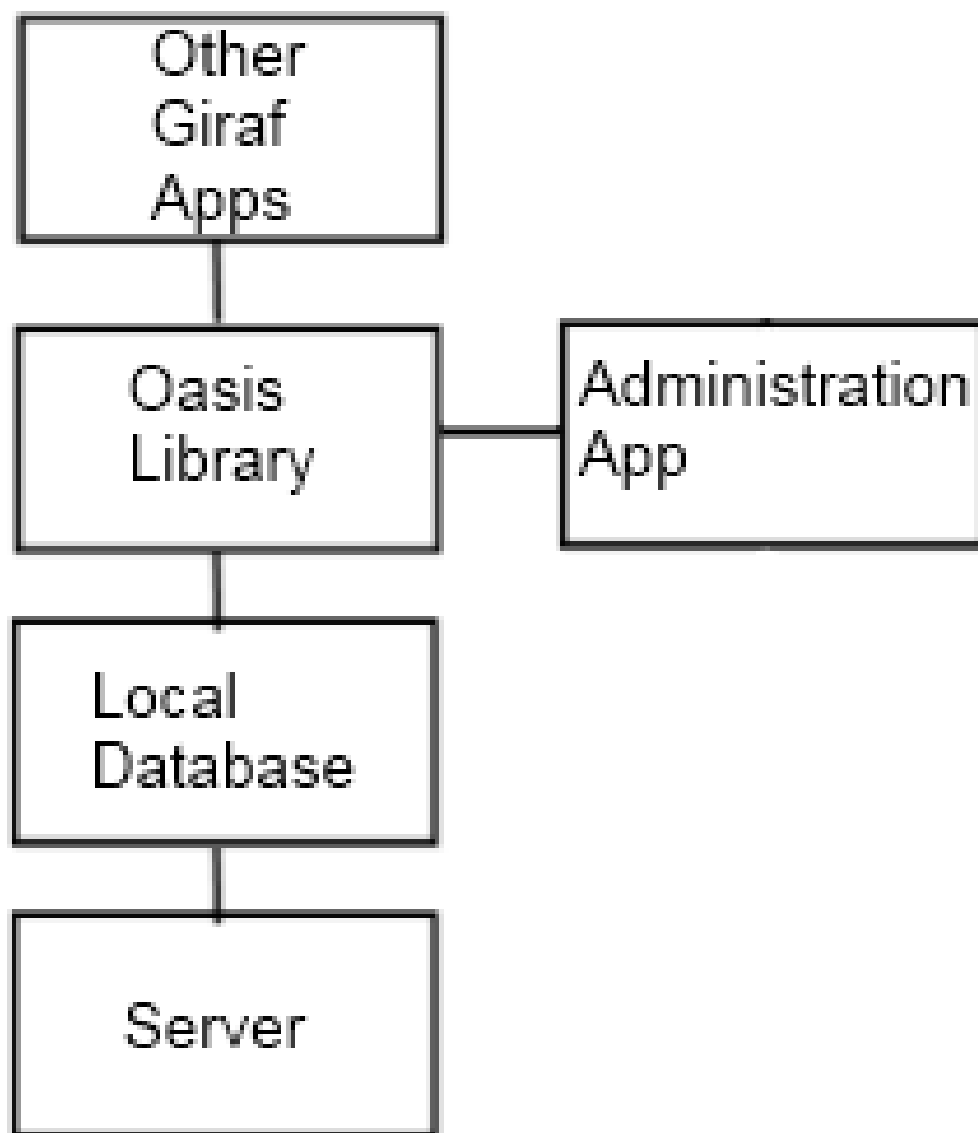 Other
Giraf
Apps
Oasis
Library
Administration
App
Local
Database
Server